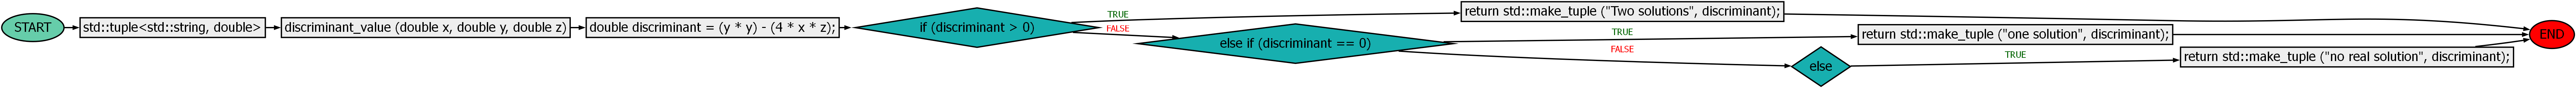 START
std::tuple<std::string, double>
discriminant_value (double x, double y, double z)
double discriminant = (y * y) - (4 * x * z);
if (discriminant > 0)
TRUE
FALSE
return std::make_tuple ("Two solutions", discriminant);
else if (discriminant == 0)
TRUE
FALSE
return std::make_tuple ("one solution", discriminant);
else
TRUE
return std::make_tuple ("no real solution", discriminant);
END